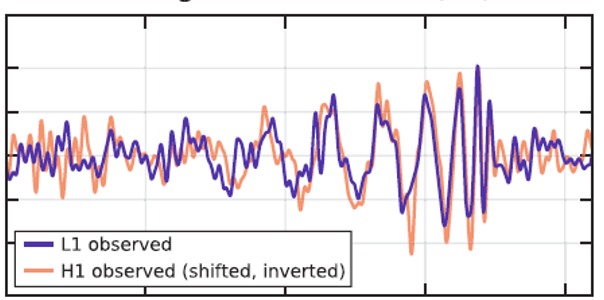 L1 observed
H1 observed (shifted, inverted)